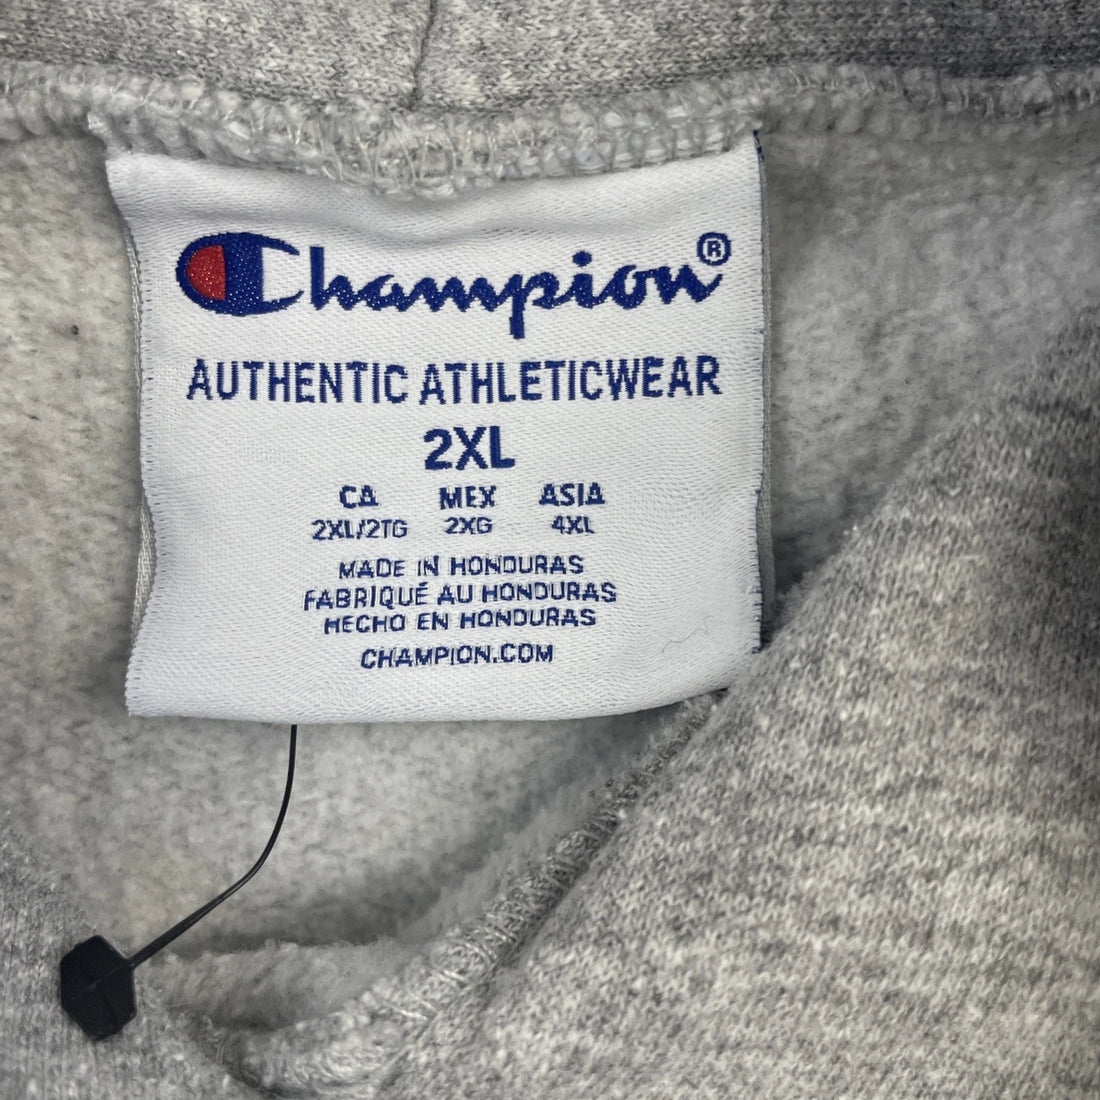 Champion®
AUTHENTIC ATHLETICWEAR
2XL
CA MEX ASIA
2XL/2TG 2XG 4XL
MADE IN HONDURAS
FABRIQUÉ AU HONDURAS
HECHO EN HONDURAS
CHAMPION.COM